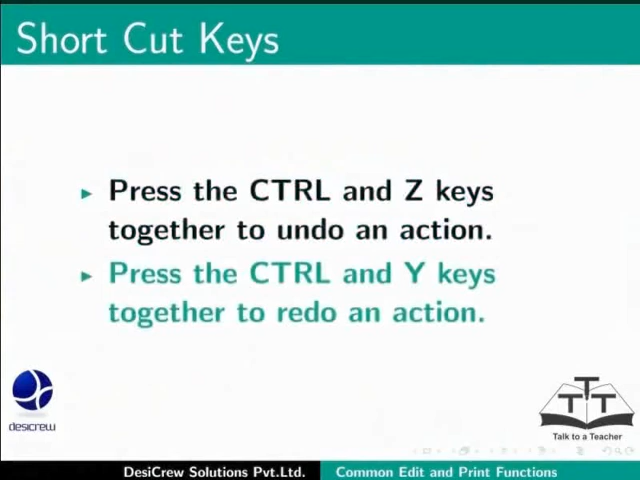 Short Cut Keys
Press the CTRL and Z keys
together to undo an action.
Press the CTRL and Y keys
together to redo an action.
desicrew
TTT
Talk to a Teacher
DesiCrew Solutions Pvt.Ltd.
Common Edit and Print Functions